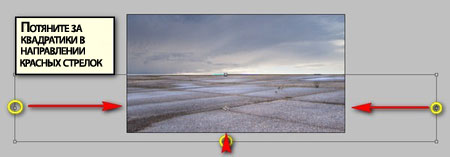 Потяните за
квадратики в
направлении
красных стрелок